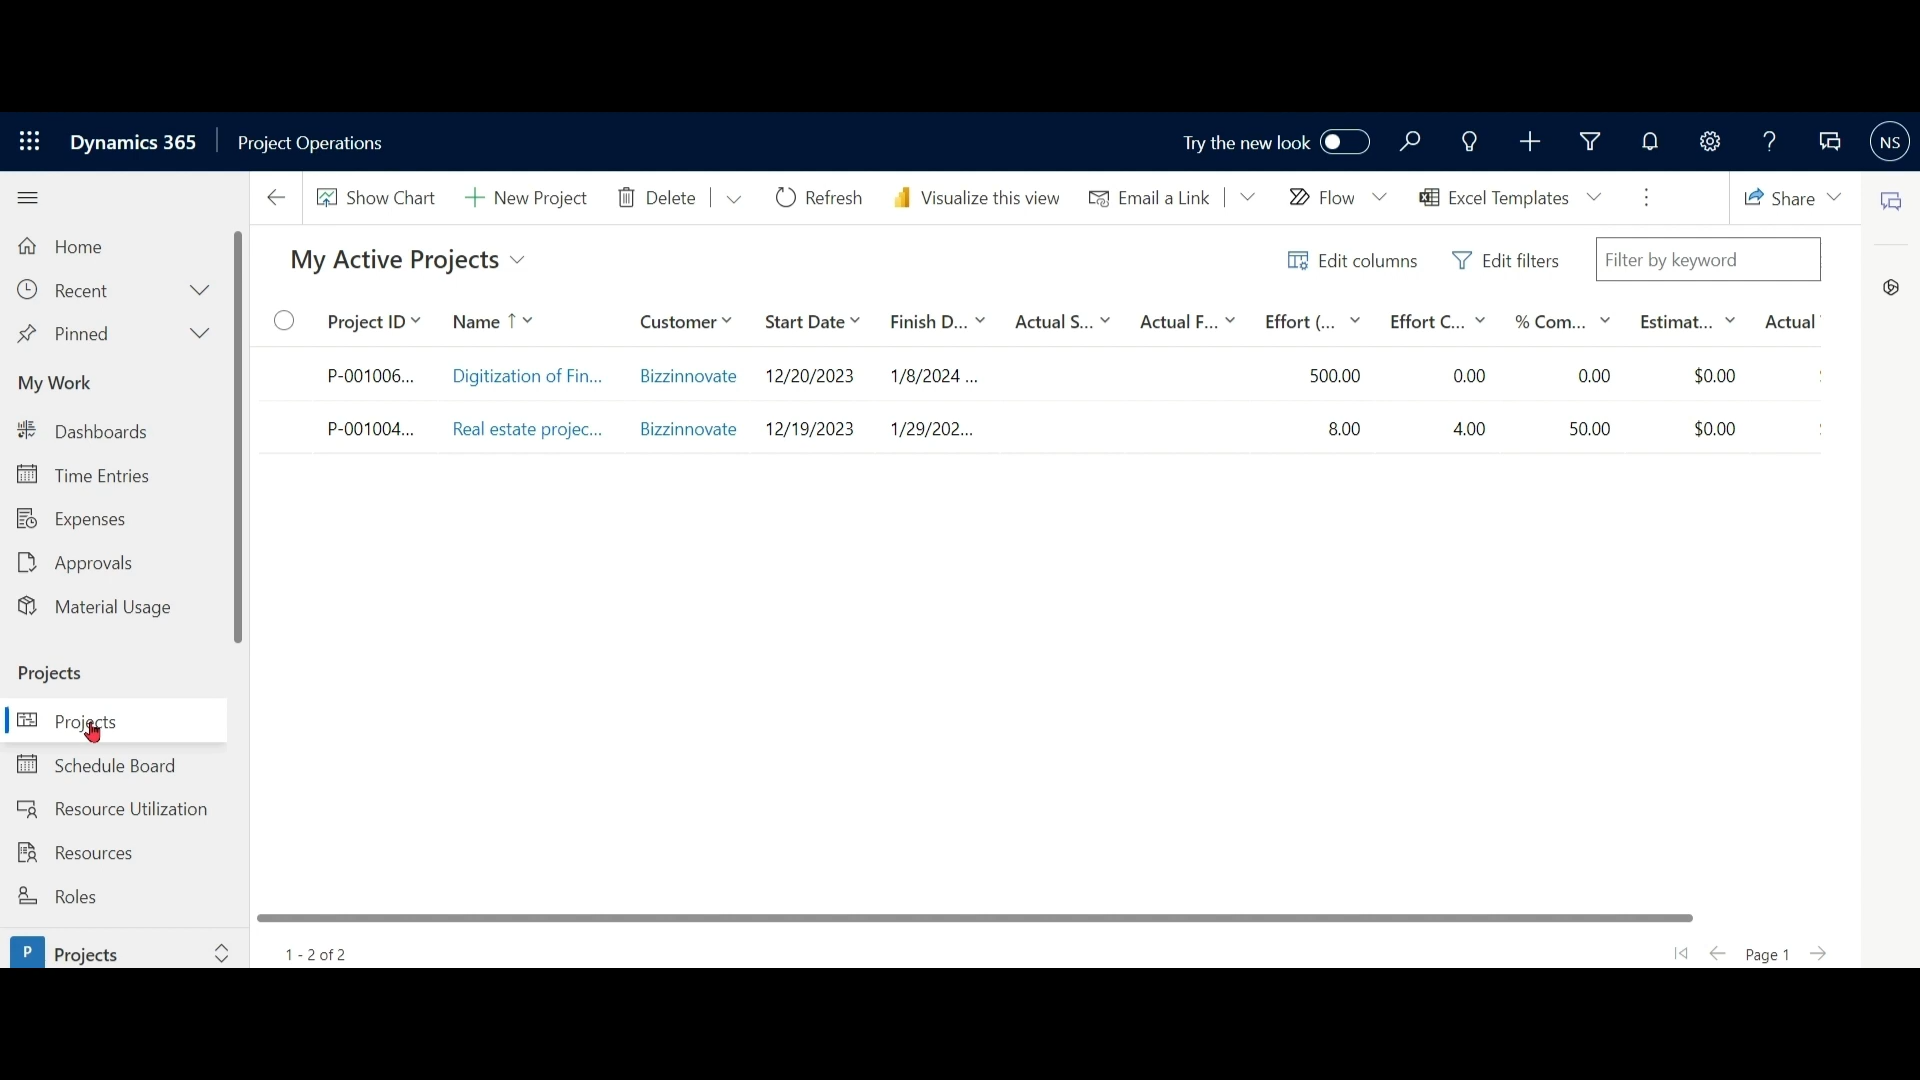 Dynamics 365 Project Operations Try the new look NS
Show Chart New Project Delete Refresh Visualize this view Email a Link Flow Excel Templates Share
Home
Recent
Pinned
My Work
Dashboards
Time Entries
Expenses
Approvals
Material Usage
Projects
Projects
Schedule Board
Resource Utilization
Resources
Roles
P Projects
My Active Projects Edit columns Edit filters Filter by keyword
Project ID Name Customer Start Date Finish D... Actual S... Actual F... Effort (... Effort C... % Com... Estimat... Actual
P-001006... Digitization of Fin... Bizzinnovate 12/20/2023 1/8/2024 ... 500.00 0.00 0.00 $0.00
P-001004... Real estate projec... Bizzinnovate 12/19/2023 1/29/202... 8.00 4.00 50.00 $0.00
1 - 2 of 2 Page 1